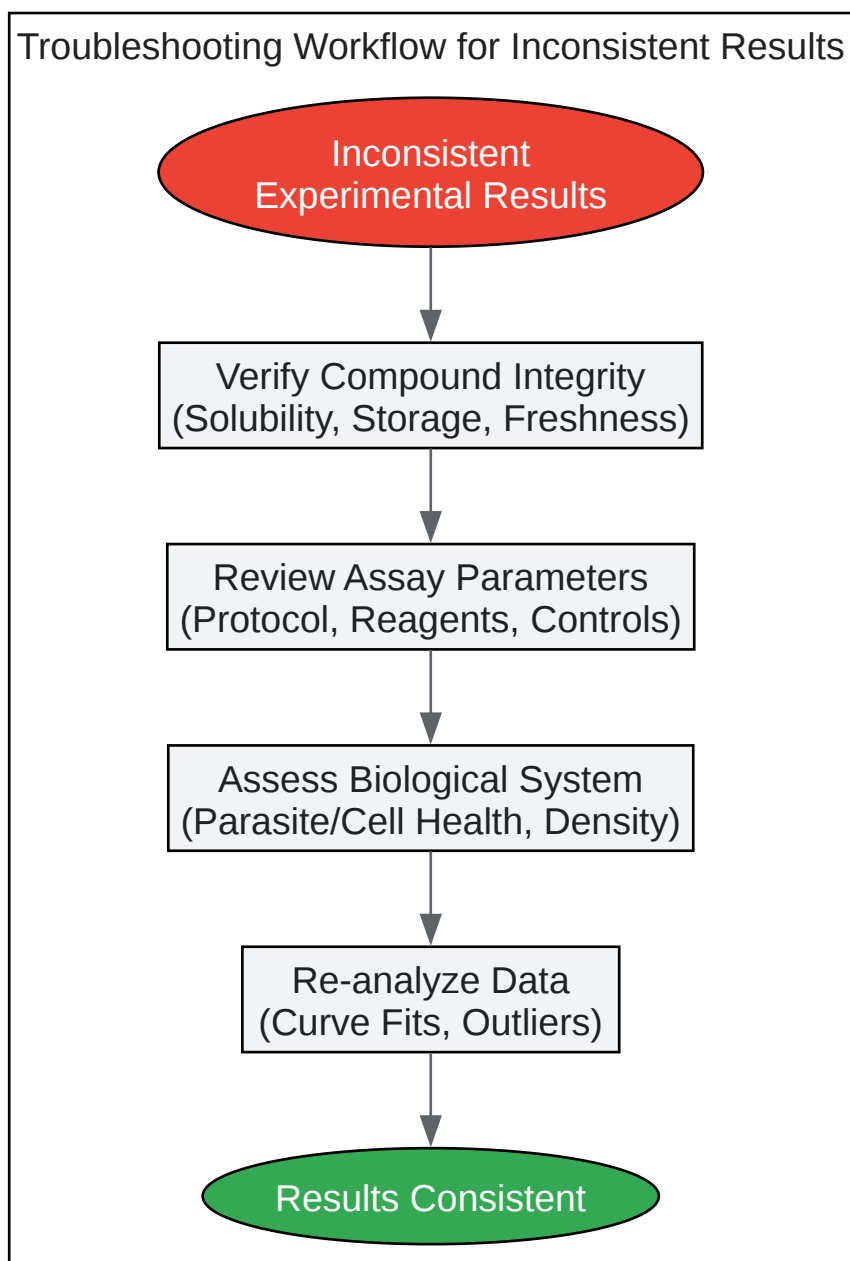 Troubleshooting Workflow for Inconsistent Results
Inconsistent
Experimental Results
Verify Compound Integrity
(Solubility, Storage, Freshness)
Review Assay Parameters
(Protocol, Reagents, Controls)
Assess Biological System
(Parasite/Cell Health, Density)
Re-analyze Data
(Curve Fits, Outliers)
Results Consistent